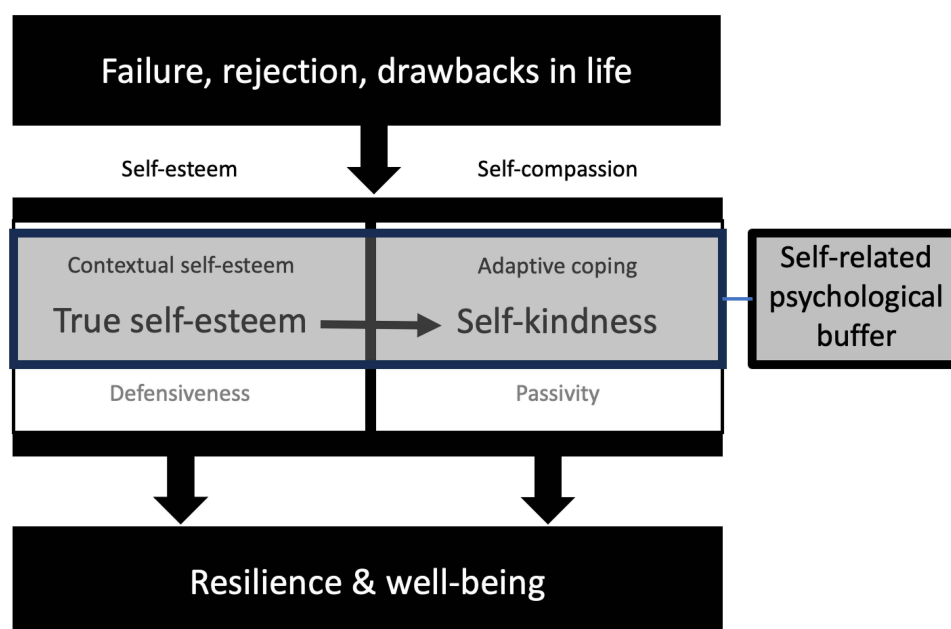 Failure, rejection, drawbacks in life
Self-esteem
Self-compassion
Contextual self-esteem
Adaptive coping
True self-esteem
Self-kindness
Self-related
psychological
buffer
Defensiveness
Passivity
Resilience & well-being